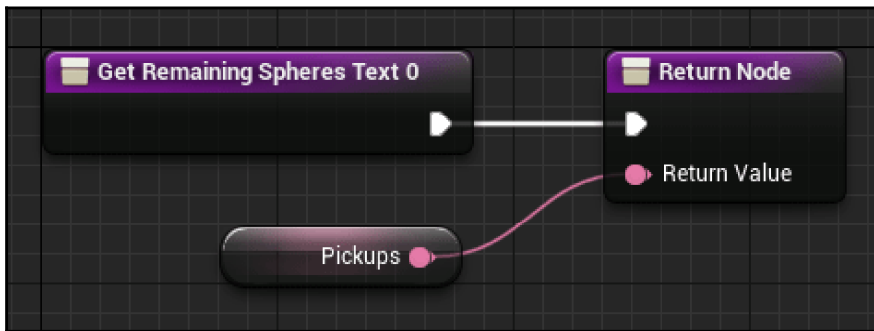 Get Remaining Spheres Text 0
Return Node
Return Value
Pickups